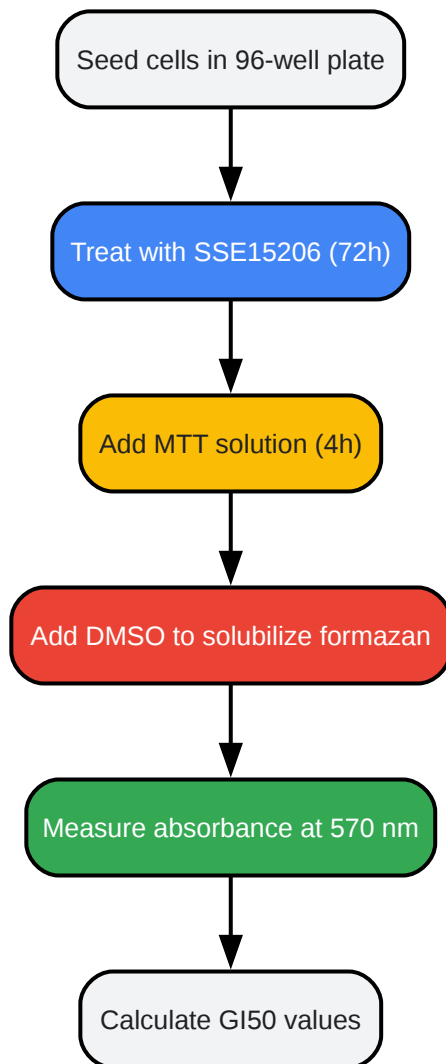 Seed cells in 96-well plate
Treat with SSE15206 (72h)
Add MTT solution (4h)
Add DMSO to solubilize formazan
Measure absorbance at 570 nm
Calculate GI50 values